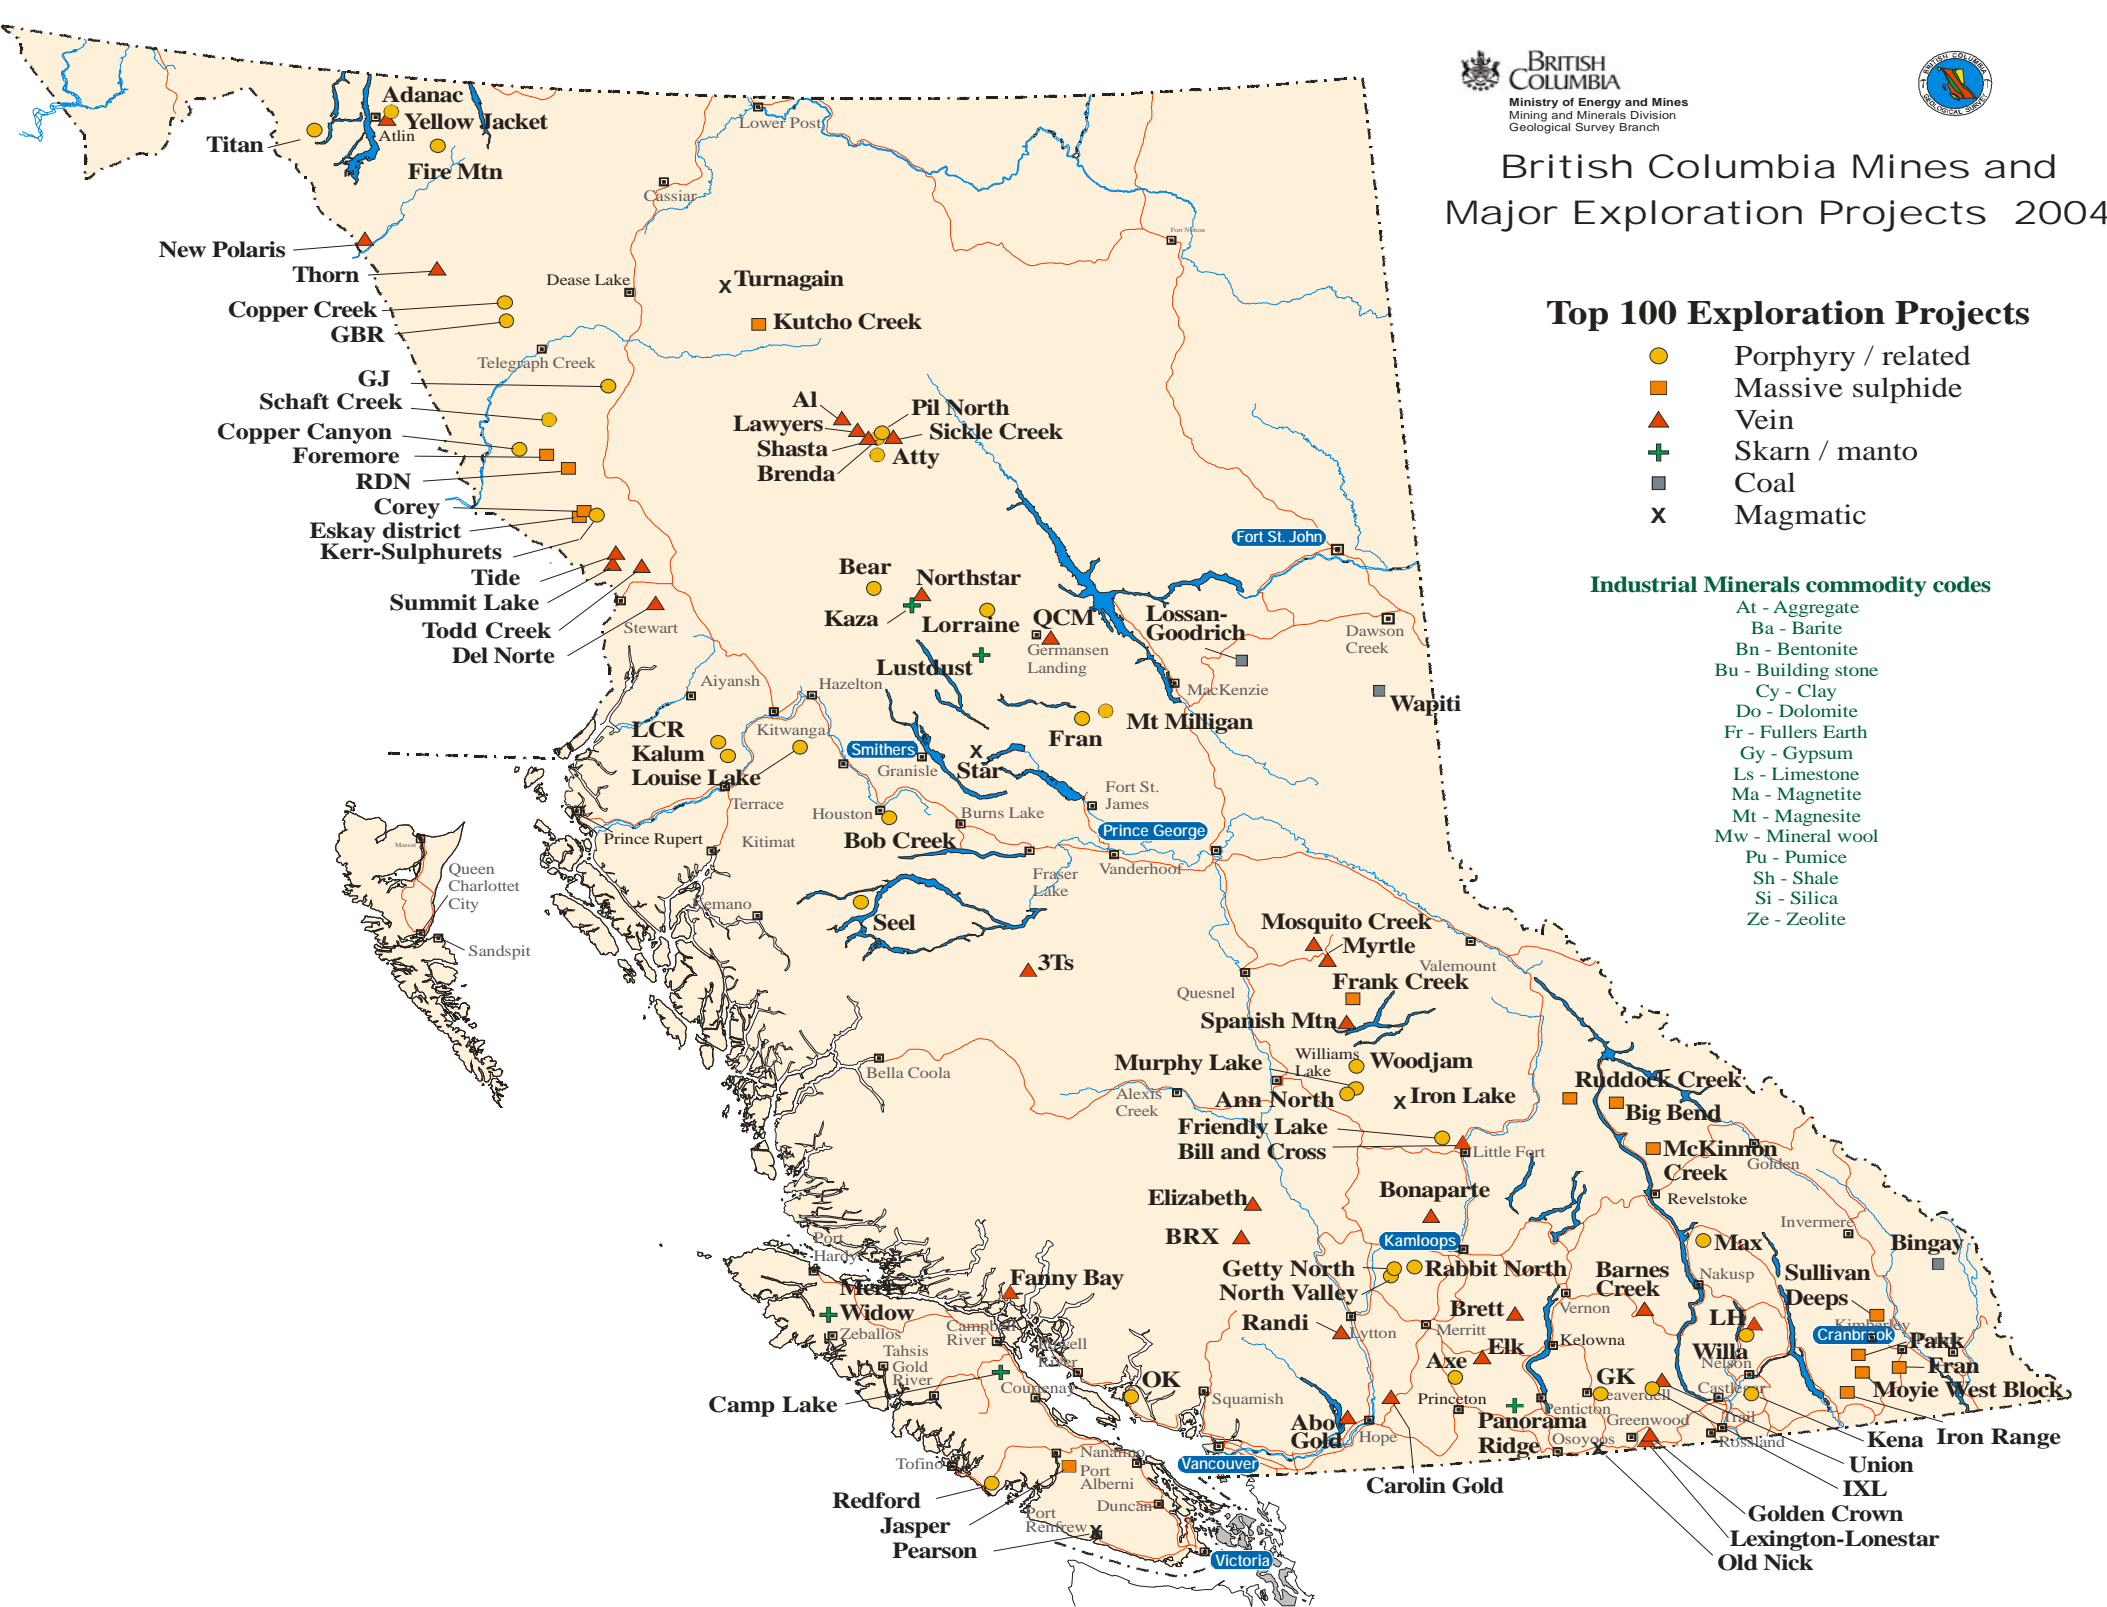 BRITISH
COLUMBIA
Ministry of Energy and Mines
Mining and Minerals Division
Geological Survey Branch
BRITISH COLUMBIA
GEOLOGICAL SURVEY
British Columbia Mines and
Major Exploration Projects 2004
Top 100 Exploration Projects
Porphyry / related
Massive sulphide
Vein
Skarn / manto
Coal
X Magmatic
Industrial Minerals commodity codes
At - Aggregate
Ba - Barite
Bn - Bentonite
Bu - Building stone
Cy - Clay
Do - Dolomite
Fr - Fullers Earth
Gy - Gypsum
Ls - Limestone
Ma - Magnetite
Mt - Magnesite
Mw - Mineral wool
Pu - Pumice
Sh - Shale
Si - Silica
Ze - Zeolite
Adanac
Yellow Jacket
Atlin
Titan
Fire Mtn
Lower Post
Cassiar
Fort Nelson
New Polaris
Thorn
Dease Lake
X Turnagain
Copper Creek
GBR
Kutcho Creek
Telegraph Creek
GJ
Schaft Creek
Copper Canyon
Foremore
RDN
Corey
Eskay district
Kerr-Sulphurets
Tide
Summit Lake
Todd Creek
Del Norte
Stewart
Al
Lawyers
Shasta
Brenda
Pil North
Sickle Creek
Atty
Fort St. John
Bear
Northstar
Kaza
Lorraine
QCM
Germansen
Landing
Lustdust
Lossan-
Goodrich
Dawson
Creek
MacKenzie
Wapiti
Aiyansh
Hazelton
Kitwanga
LCR
Kalum
Louise Lake
Smithers
Granisle
X
Star
Fran
Mt Milligan
Terrace
Fort St.
James
Houston
Burns Lake
Prince George
Prince Rupert
Kitimat
Bob Creek
Vanderhoof
Fraser
Lake
Masset
Queen
Charlottet
City
Sandspit
Kemano
Seel
3Ts
Mosquito Creek
Myrtle
Valemount
Frank Creek
Quesnel
Spanish Mtn
Bella Coola
Williams
Lake
Woodjam
Murphy Lake
Alexis
Creek
Ann North
X Iron Lake
Friendly Lake
Bill and Cross
Little Fort
Ruddock Creek
Big Bend
McKinnon
Creek
Golden
Revelstoke
Elizabeth
Bonaparte
BRX
Kamloops
Invermere
Bingay
Max
Getty North
North Valley
Rabbit North
Barnes
Creek
Nakusp
Sullivan
Deeps
Vernon
Randi
Lytton
Merritt
Brett
LH
Kimberley
Cranbrook
Pakk
Fran
Moyie West Block
Kelowna
Elk
Axe
Willa
Nelson
GK
Beaverdell
Castlegar
Princeton
Panorama
Ridge
Penticton
Greenwood
Trail
Rossland
Osoyoos
X
Kena
Iron Range
Union
IXL
Golden Crown
Lexington-Lonestar
Old Nick
Port
Hardy
Merry
Widow
Fanny Bay
Zeballos
Campbell
River
Powell
River
Tahsis
Gold
River
Courtenay
Camp Lake
OK
Squamish
Abo
Gold
Hope
Carolin Gold
Vancouver
Nanaimo
Tofino
Port
Alberni
Redford
Jasper
Pearson
Duncan
Port
Renfrew
X
Victoria